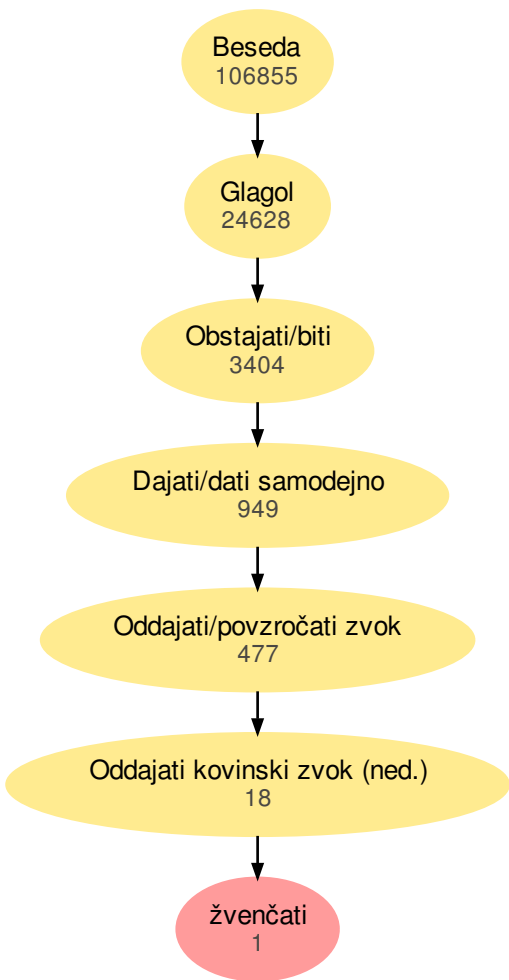 Beseda
106855
Glagol
24628
Obstajati/biti
3404
Dajati/dati samodejno
949
Oddajati/povzročati zvok
477
Oddajati kovinski zvok (ned.)
18
žvenčati
1